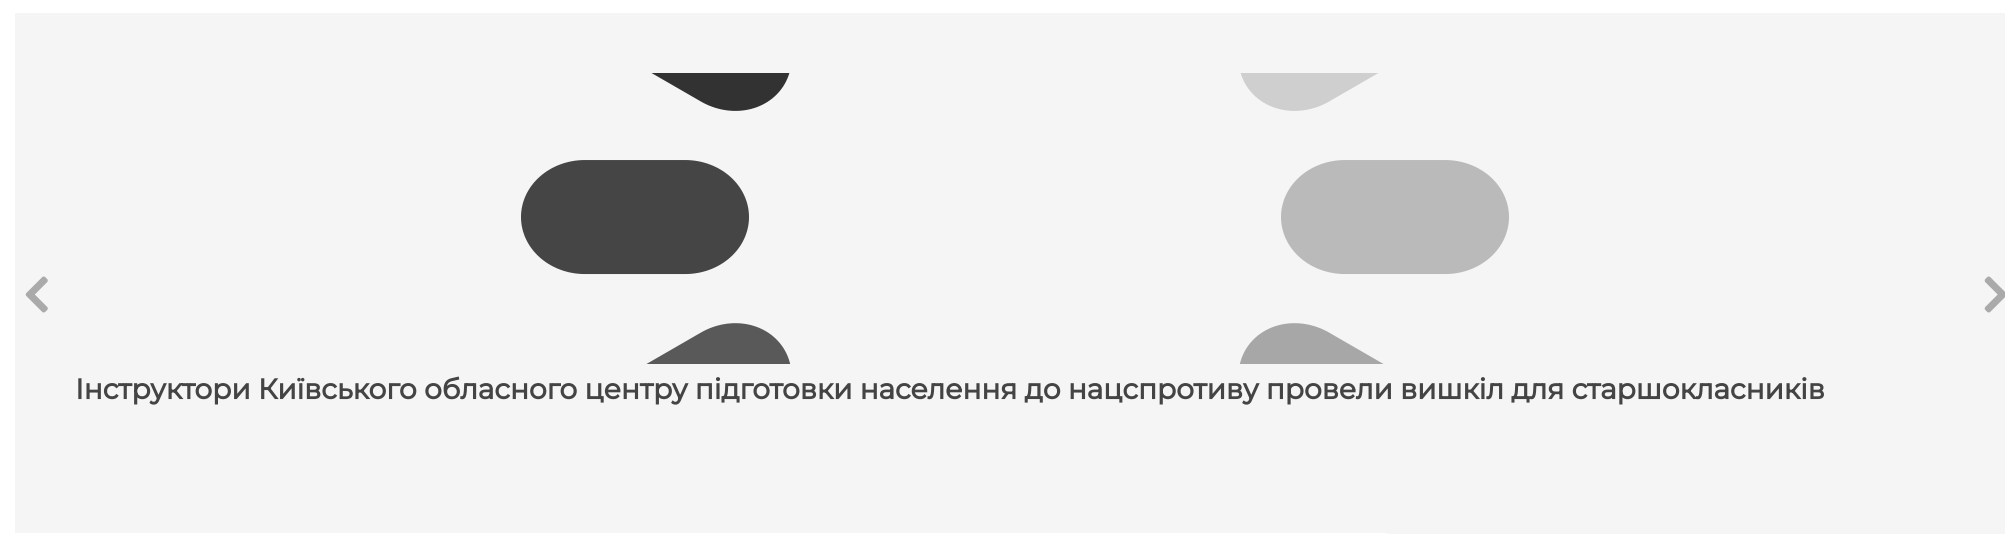 Інструктори Київського обласного центру підготовки населення до нацспротиву провели вишкіл для старшокласників